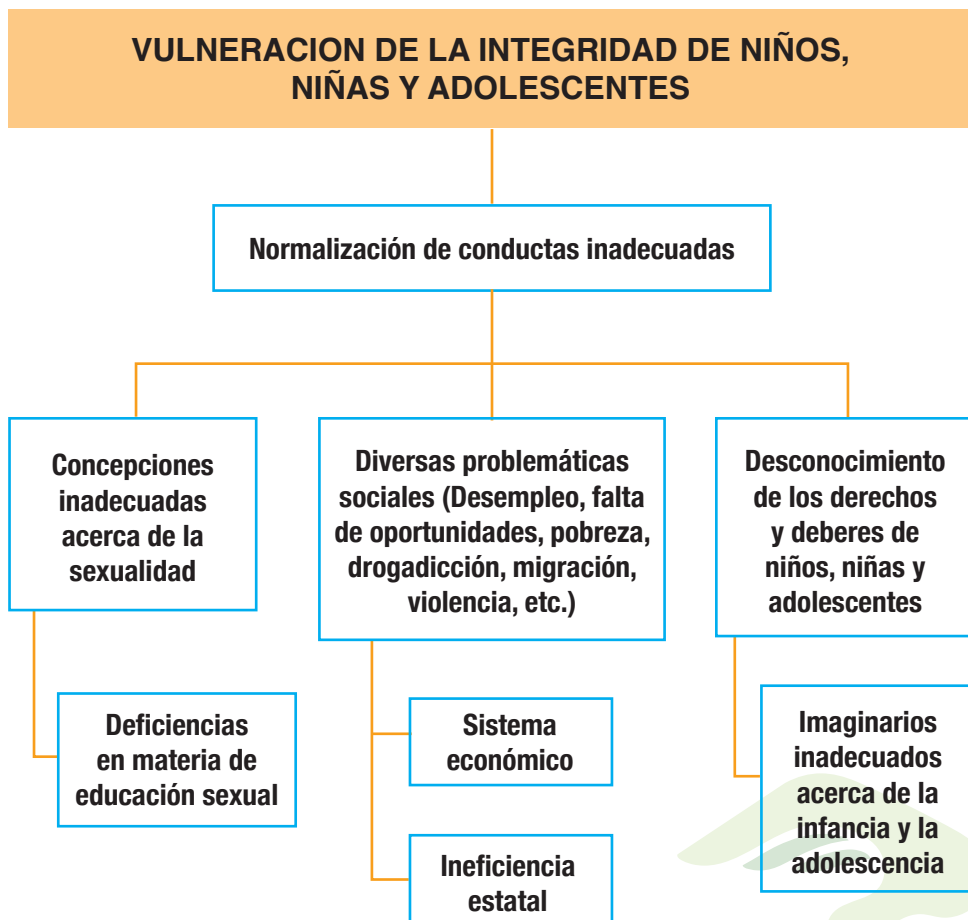 VULNERACION DE LA INTEGRIDAD DE NIÑOS,
NIÑAS Y ADOLESCENTES
Normalización de conductas inadecuadas
Concepciones
inadecuadas
acerca de la
sexualidad
Diversas problemáticas
sociales (Desempleo, falta
de oportunidades, pobreza,
drogadicción, migración,
violencia, etc.)
Desconocimiento
de los derechos
y deberes de
niños, niñas y
adolescentes
Deficiencias
en materia de
educación sexual
Sistema
económico
Imaginarios
inadecuados
acerca de la
infancia y la
adolescencia
Ineficiencia
estatal